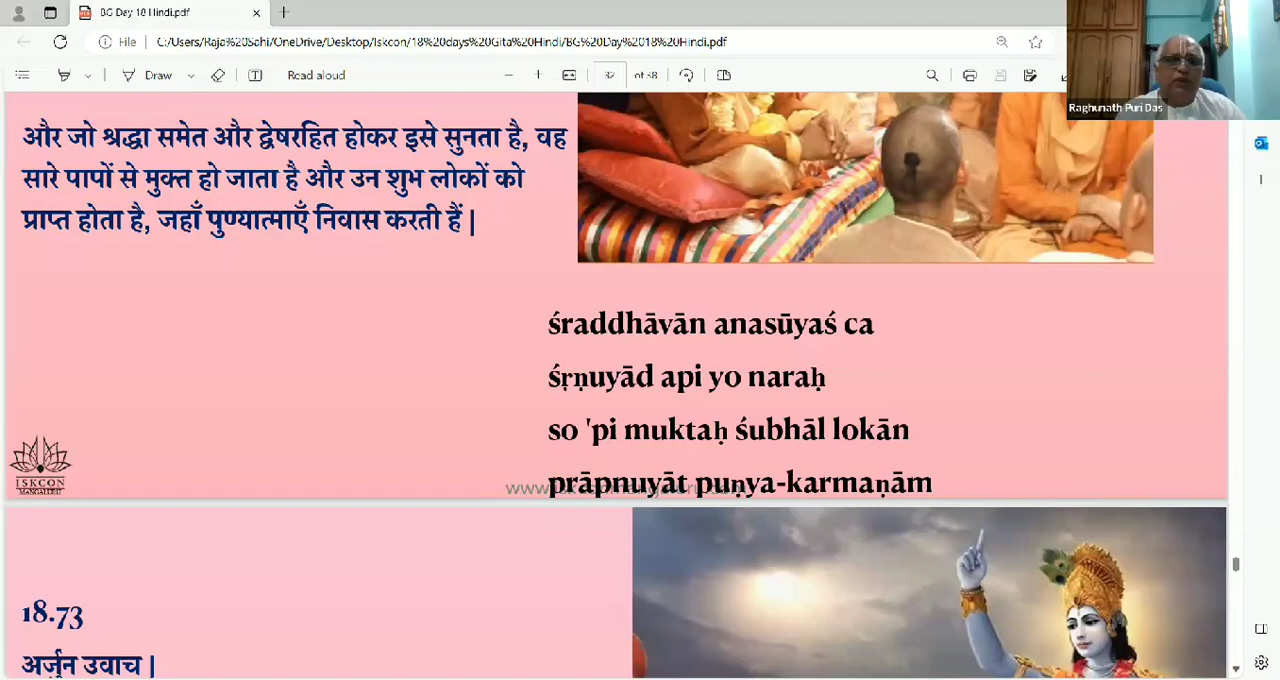 BG Day 18 Hindi.pdf
File
C:/Users/Raja%20Sahi/OneDrive/Desktop/Iskcon/18%20days%20Gita%20Hindi/BG%20Day%2018%20Hindi.pdf
Draw
Read aloud
32
of 38
Raghunath Puri Das
और जो श्रद्धा समेत और द्वेषरहित होकर इसे सुनता है, वह
सारे पापों से मुक्त हो जाता है और उन शुभ लोकों को
प्राप्त होता है, जहाँ पुण्यात्माएँ निवास करती हैं |
śraddhāvān anasūyaś ca
śṛṇuyād api yo naraḥ
so 'pi muktaḥ śubhāl lokān
prāpnuyāt puṇya-karmaṇām
ISKCON
MANGALURU
18.73
अर्जुन उवाच |